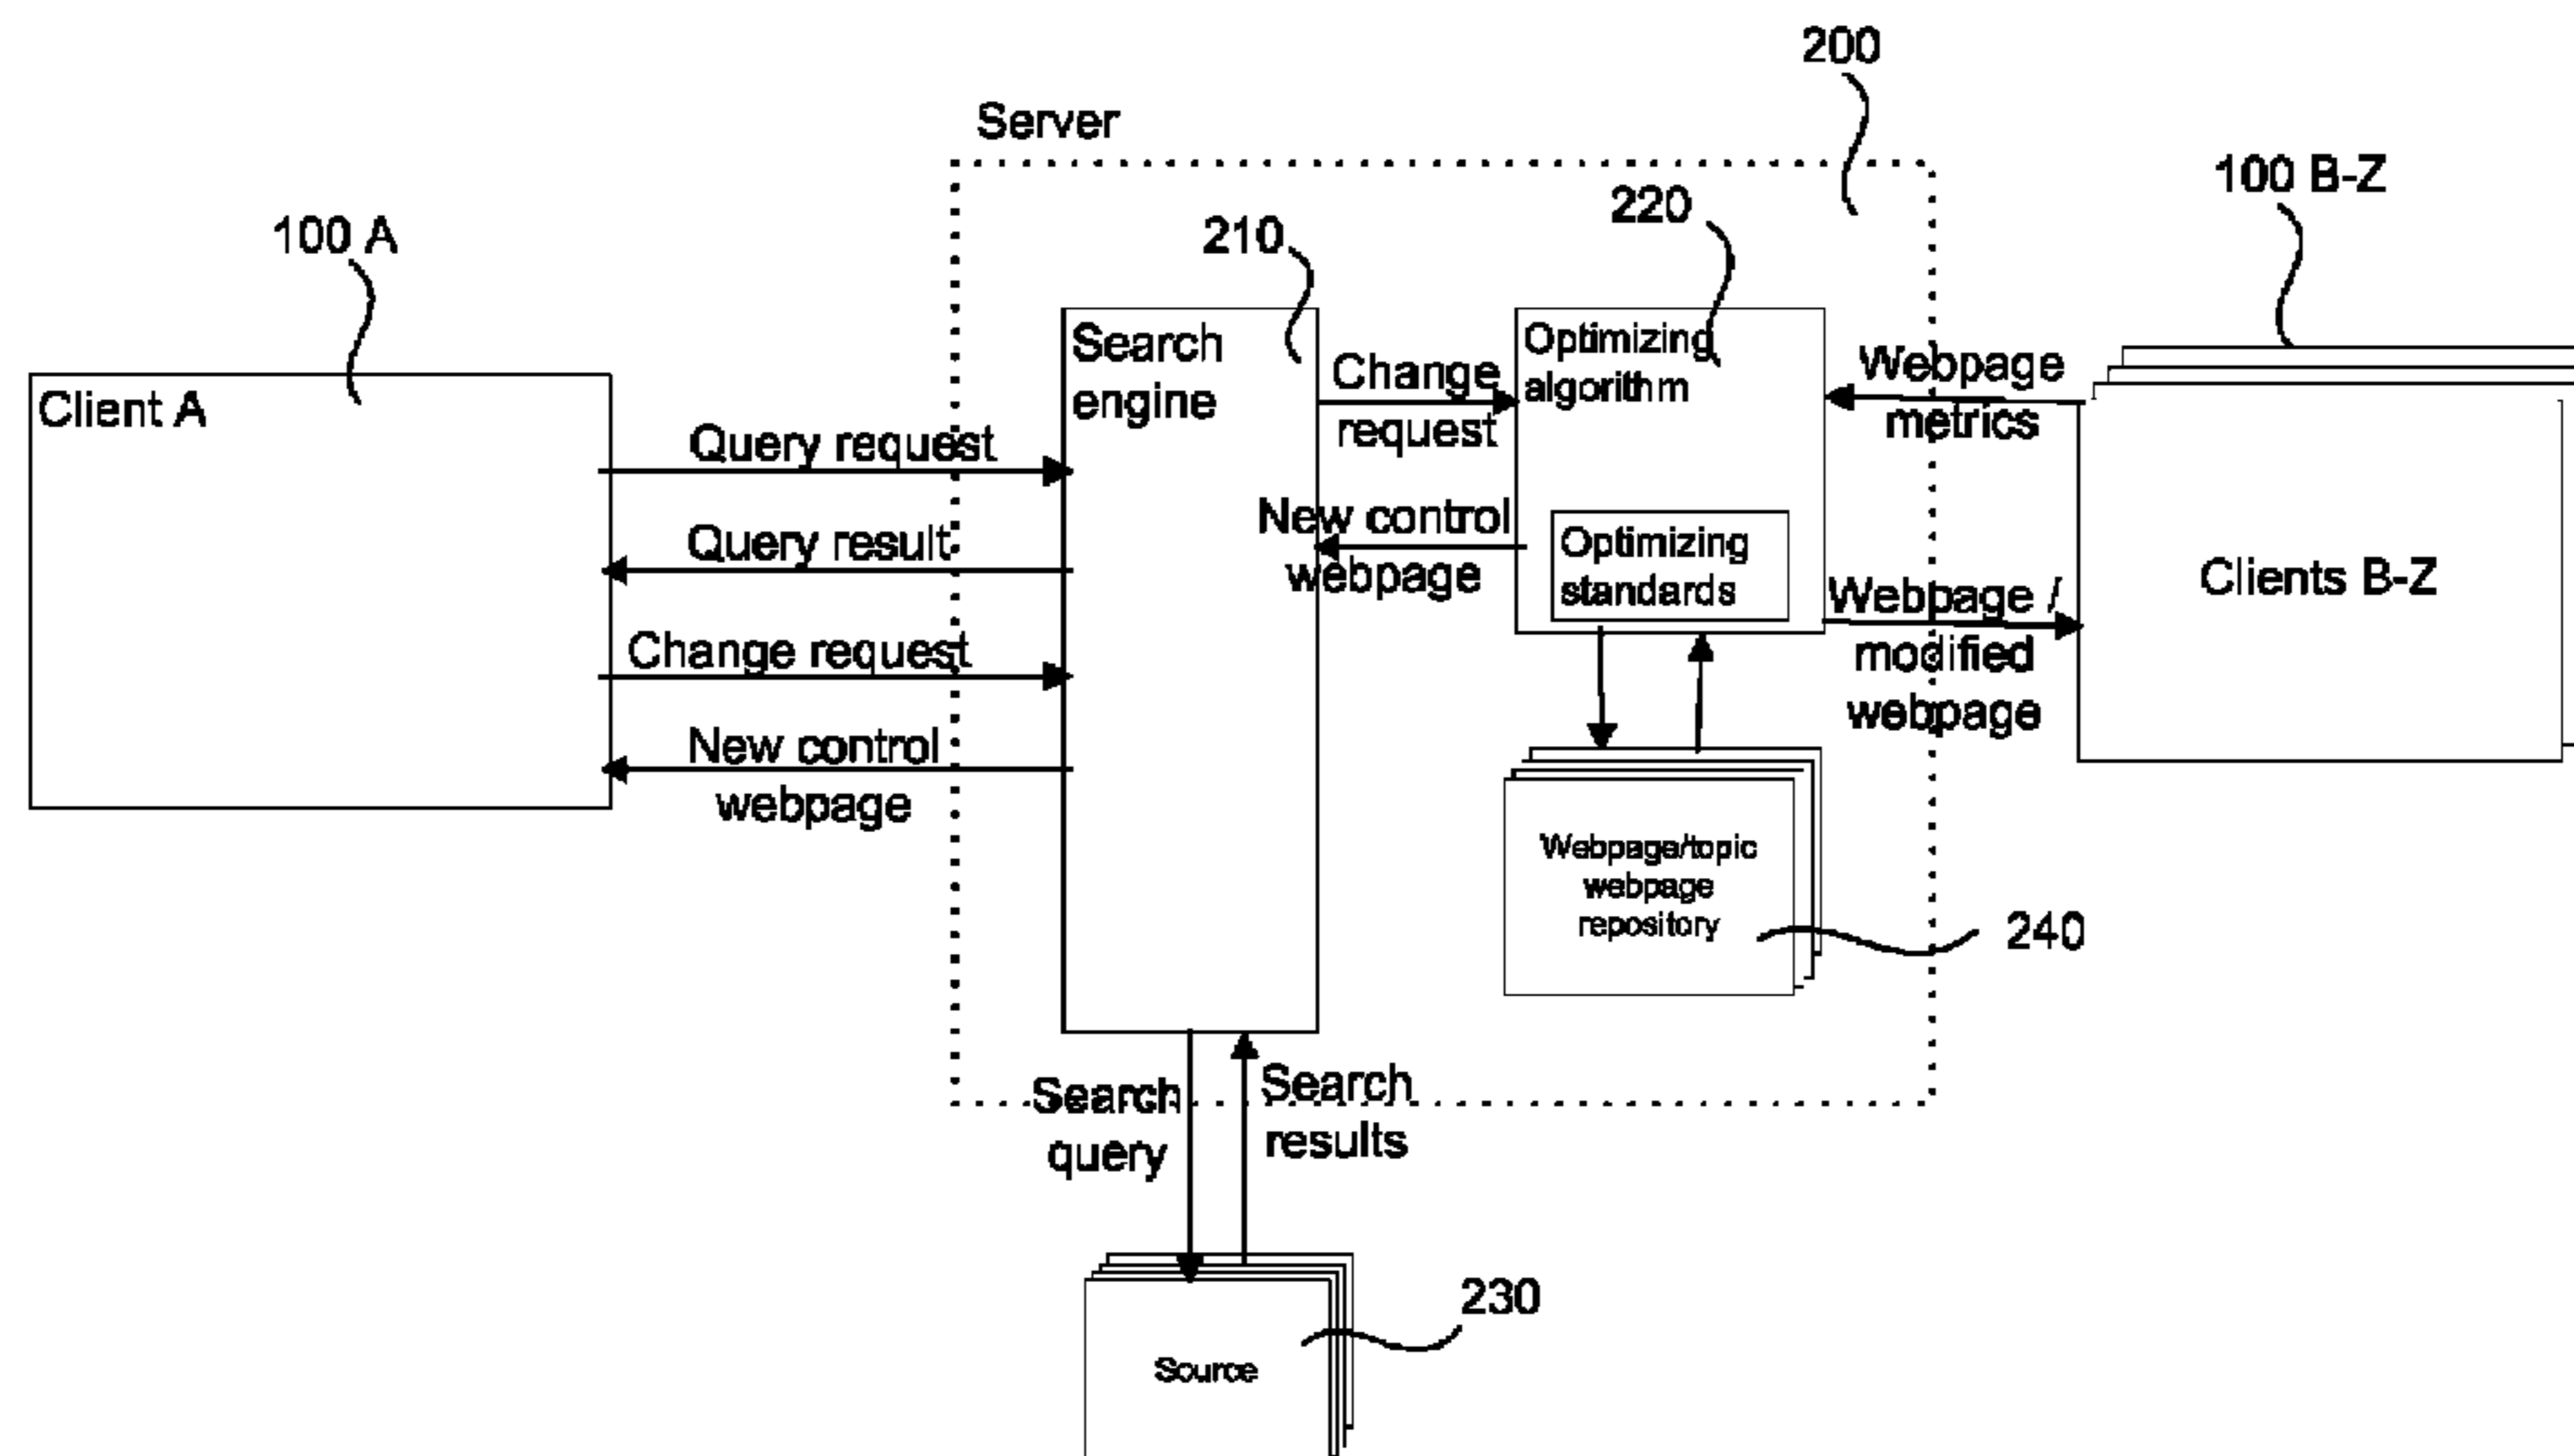 200
Server
100 B-Z
100 A
210
220
Client A
Search
engine
Optimizing
algorithm
Optimizing
standards
Change
request
New control
webpage
Webpage
metrics
Webpage /
modified
webpage
Clients B-Z
Query request
Query result
Change request
New control
webpage
Webpage/topic
webpage
repository
240
Search
query
Search
results
230
Source